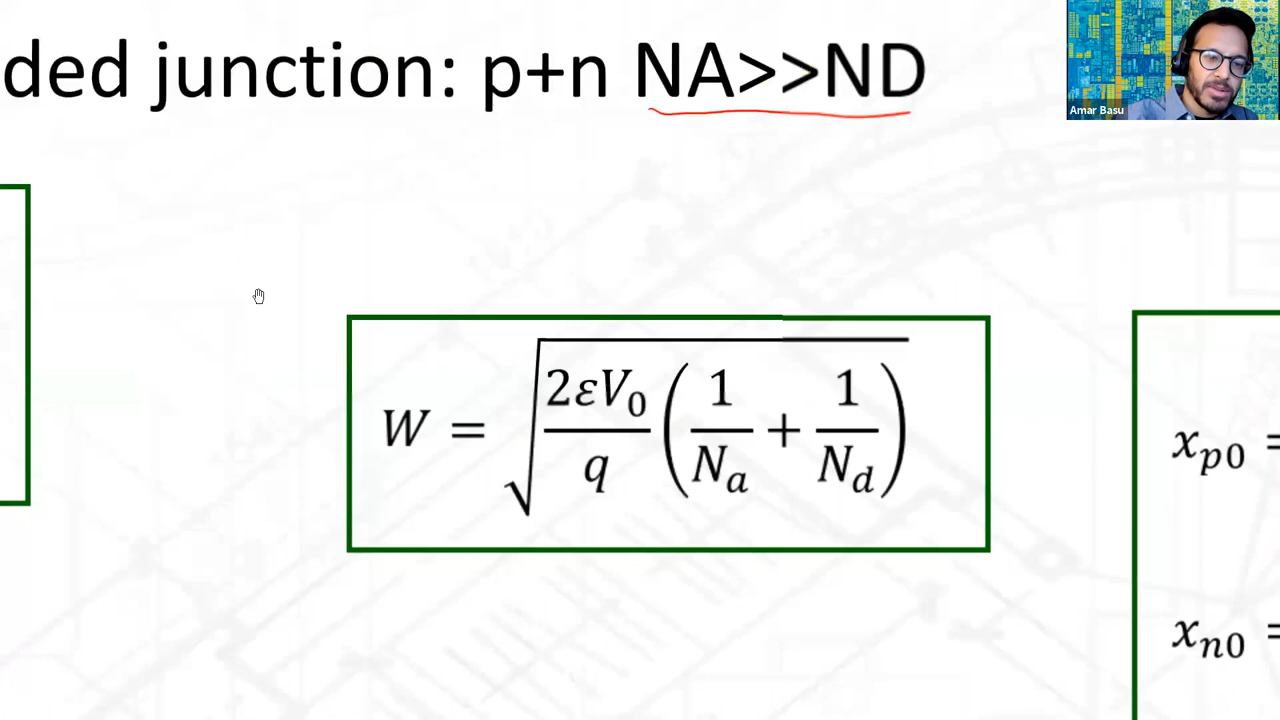 ded junction: p+n NA>>ND
Amar Basu
W = √(2εV₀/q (1/Nₐ + 1/N_d))
x_p0 =
x_n0 =